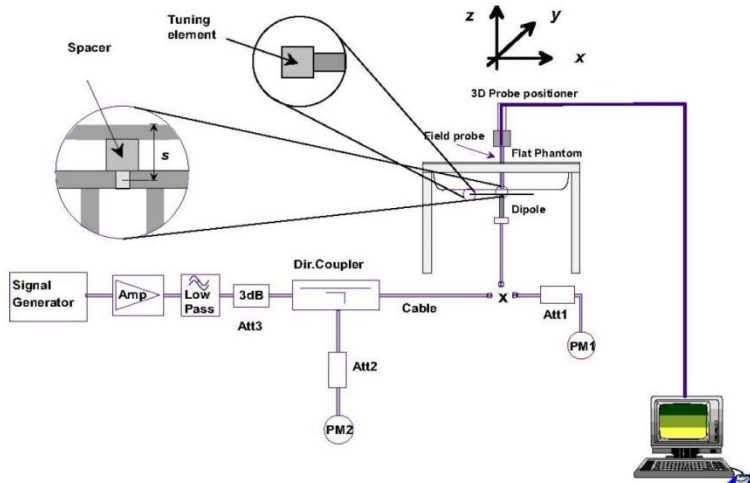 z
y
x
Tuning
element
Spacer
s
3D Probe positioner
Field probe
Flat Phantom
Dipole
Dir.Coupler
Signal
Generator
Amp
Low
Pass
3dB
Att3
Cable
x
Att1
PM1
Att2
PM2